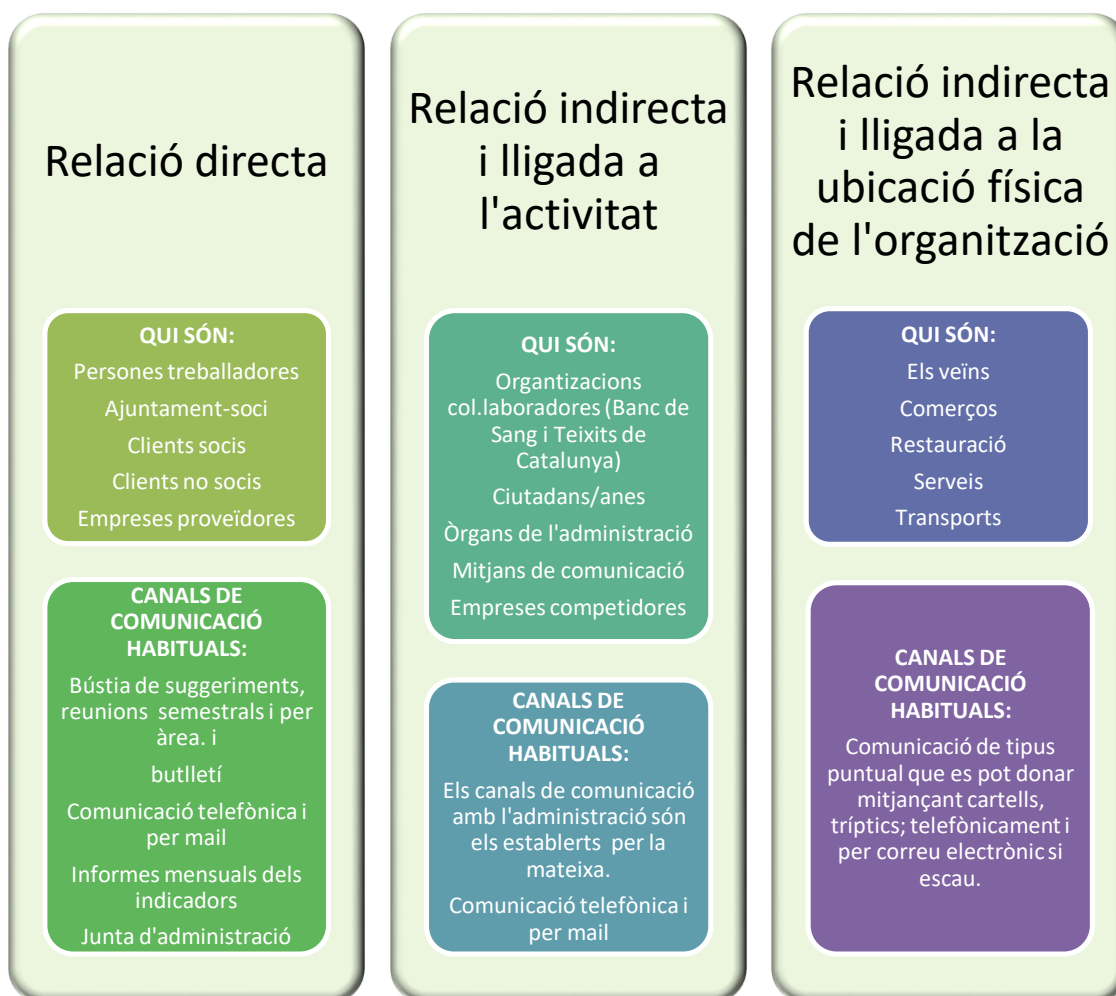 Relació directa
QUI SÓN:
Persones treballadores
Ajuntament-soci
Clients socis
Clients no socis
Empreses proveïdores
CANALS DE
COMUNICACIÓ
HABITUALS:
Bústia de suggeriments,
reunions semestrals i per
àrea. i
butlletí
Comunicació telefònica i
per mail
Informes mensuals dels
indicadors
Junta d'administració
Relació indirecta
i lligada a
l'activitat
QUI SÓN:
Organtizacions
col.laboradores (Banc de
Sang i Teixits de
Catalunya)
Ciutadans/anes
Òrgans de l'administració
Mitjans de comunicació
Empreses competidores
CANALS DE
COMUNICACIÓ
HABITUALS:
Els canals de comunicació
amb l'administració són
els establerts per la
mateixa.
Comunicació telefònica i
per mail
Relació indirecta
i lligada a la
ubicació física
de l'organització
QUI SÓN:
Els veïns
Comerços
Restauració
Serveis
Transports
CANALS DE
COMUNICACIÓ
HABITUALS:
Comunicació de tipus
puntual que es pot donar
mitjançant cartells,
tríptics; telefònicament i
per correu electrònic si
escau.